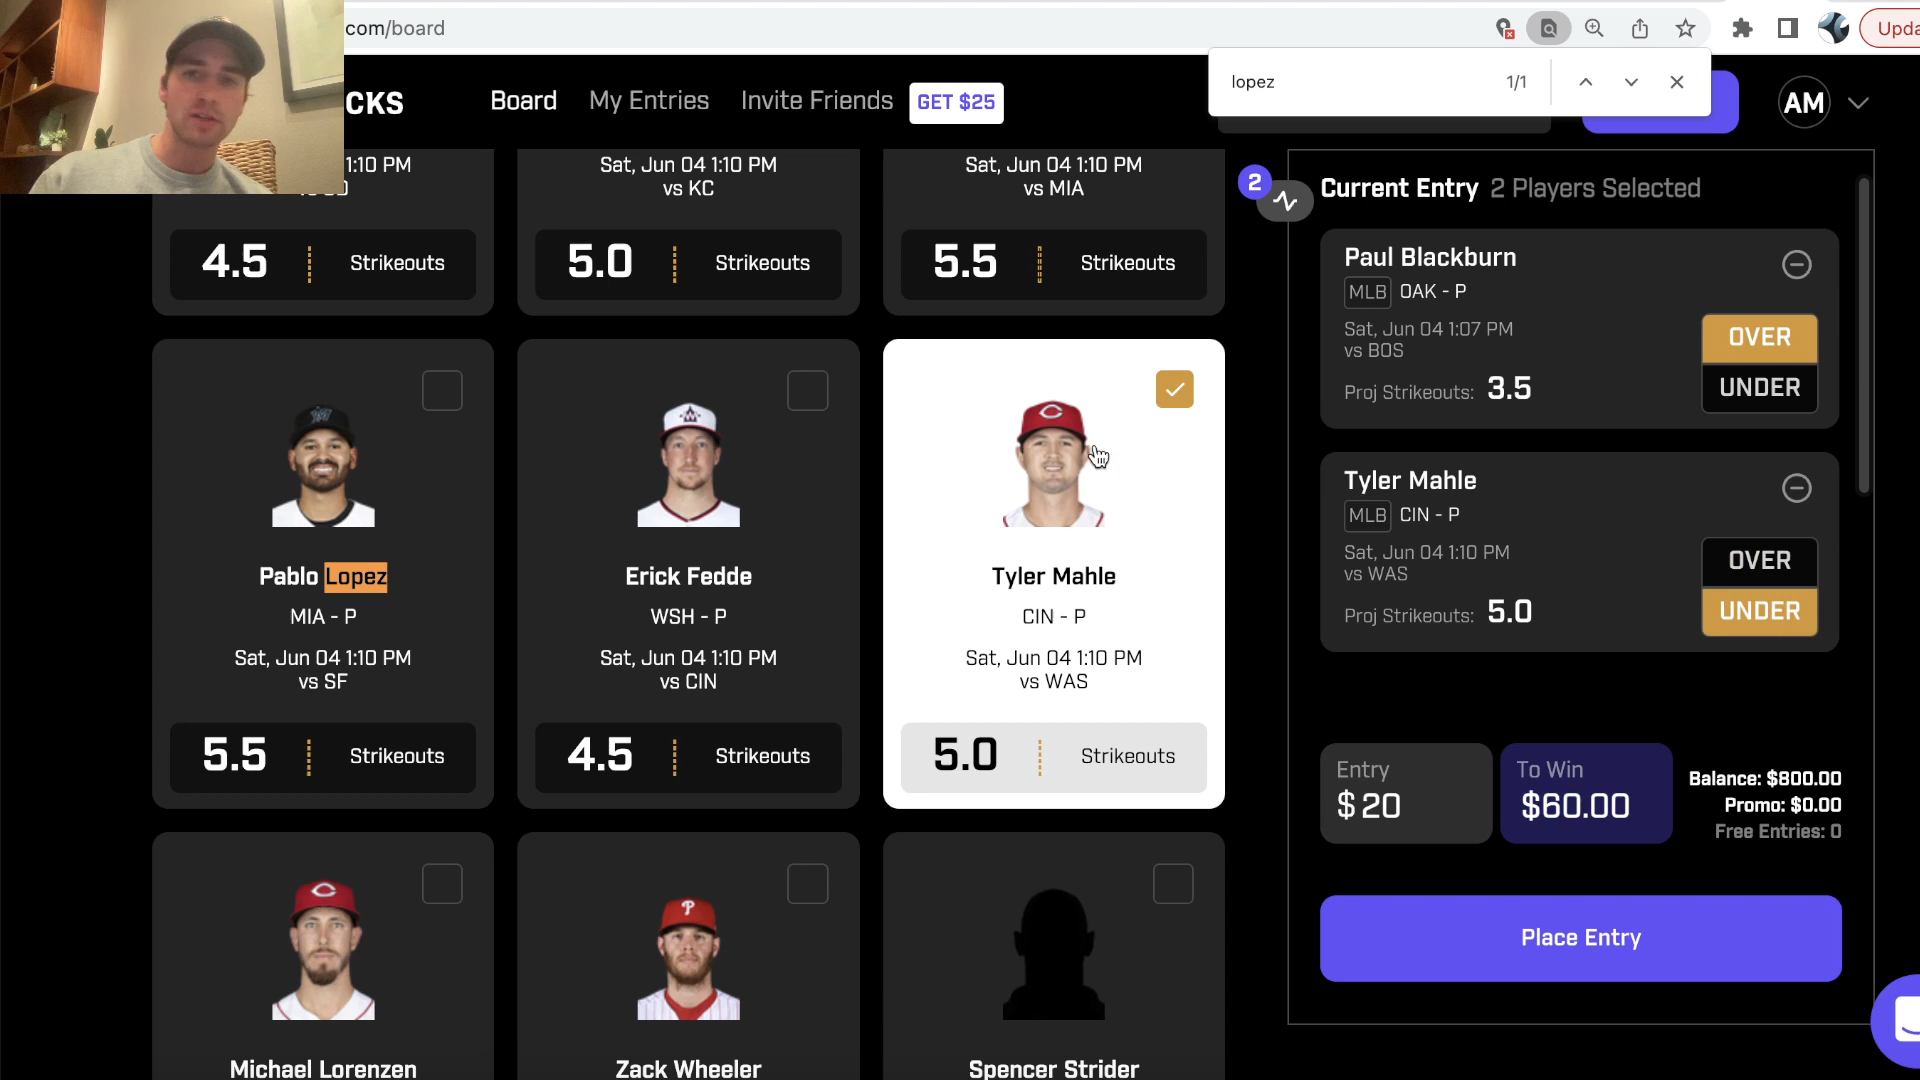 com/board
Upda
lopez
1/1
CKS
Board
My Entries
Invite Friends
GET $25
AM
1:10 PM
Sat, Jun 04 1:10 PM
vs KC
Sat, Jun 04 1:10 PM
vs MIA
4.5
Strikeouts
5.0
Strikeouts
5.5
Strikeouts
Pablo Lopez
MIA - P
Sat, Jun 04 1:10 PM
vs SF
5.5
Strikeouts
Erick Fedde
WSH - P
Sat, Jun 04 1:10 PM
vs CIN
4.5
Strikeouts
Tyler Mahle
CIN - P
Sat, Jun 04 1:10 PM
vs WAS
5.0
Strikeouts
Michael Lorenzen
Zack Wheeler
Spencer Strider
2
Current Entry 2 Players Selected
Paul Blackburn
MLB OAK - P
Sat, Jun 04 1:07 PM
vs BOS
Proj Strikeouts: 3.5
OVER
UNDER
Tyler Mahle
MLB CIN - P
Sat, Jun 04 1:10 PM
vs WAS
Proj Strikeouts: 5.0
OVER
UNDER
Entry
$ 20
To Win
$60.00
Balance: $800.00
Promo: $0.00
Free Entries: 0
Place Entry